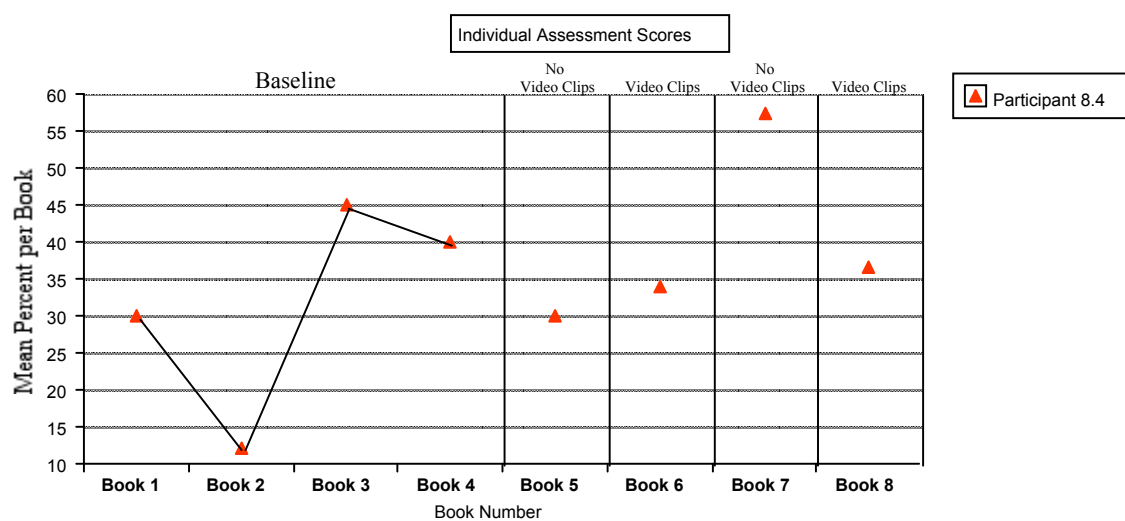 Individual Assessment Scores
Baseline
No
Video Clips
Video Clips
No
Video Clips
Video Clips
Participant 8.4
Mean Percent per Book
60
55
50
45
40
35
30
25
20
15
10
Book 1
Book 2
Book 3
Book 4
Book 5
Book 6
Book 7
Book 8
Book Number